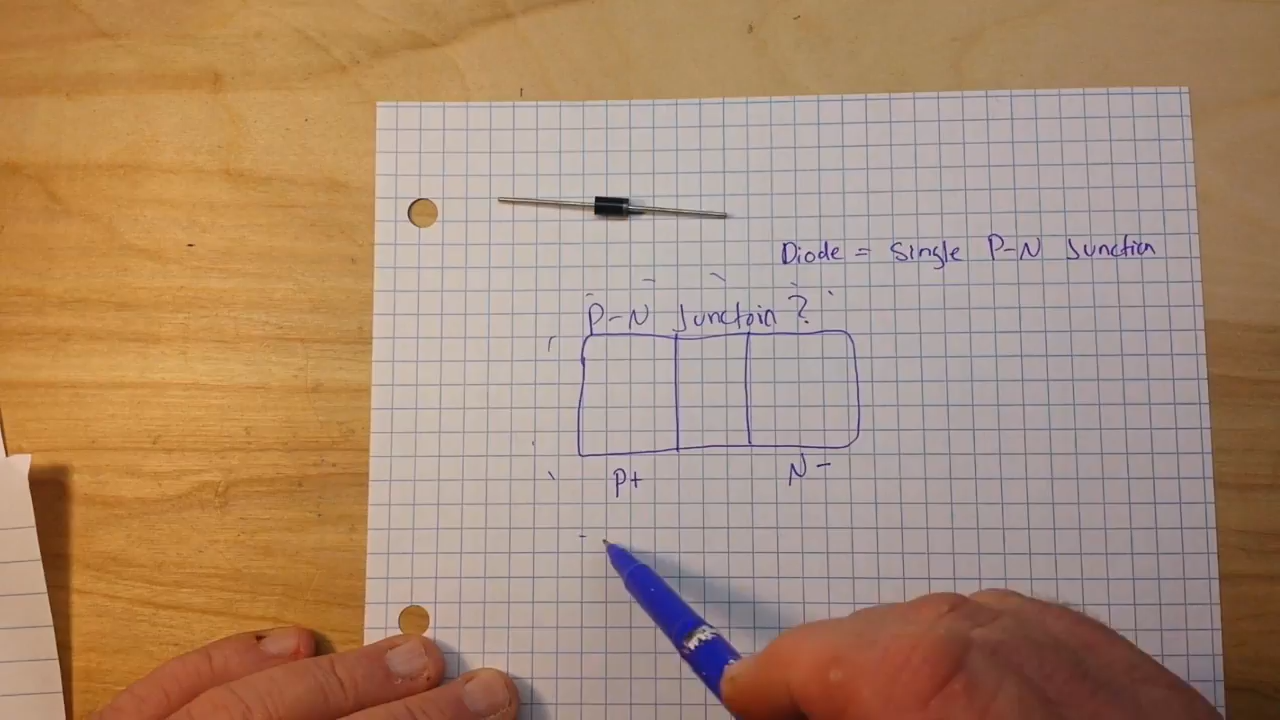 Diode = Single P-N Junction
P-N Junctoin ?
P+
N-